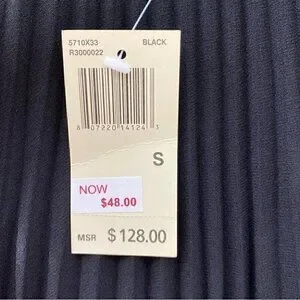 5710X33 BLACK
R3000022
8 07220 14124 3
S
NOW
$48.00
MSR $128.00